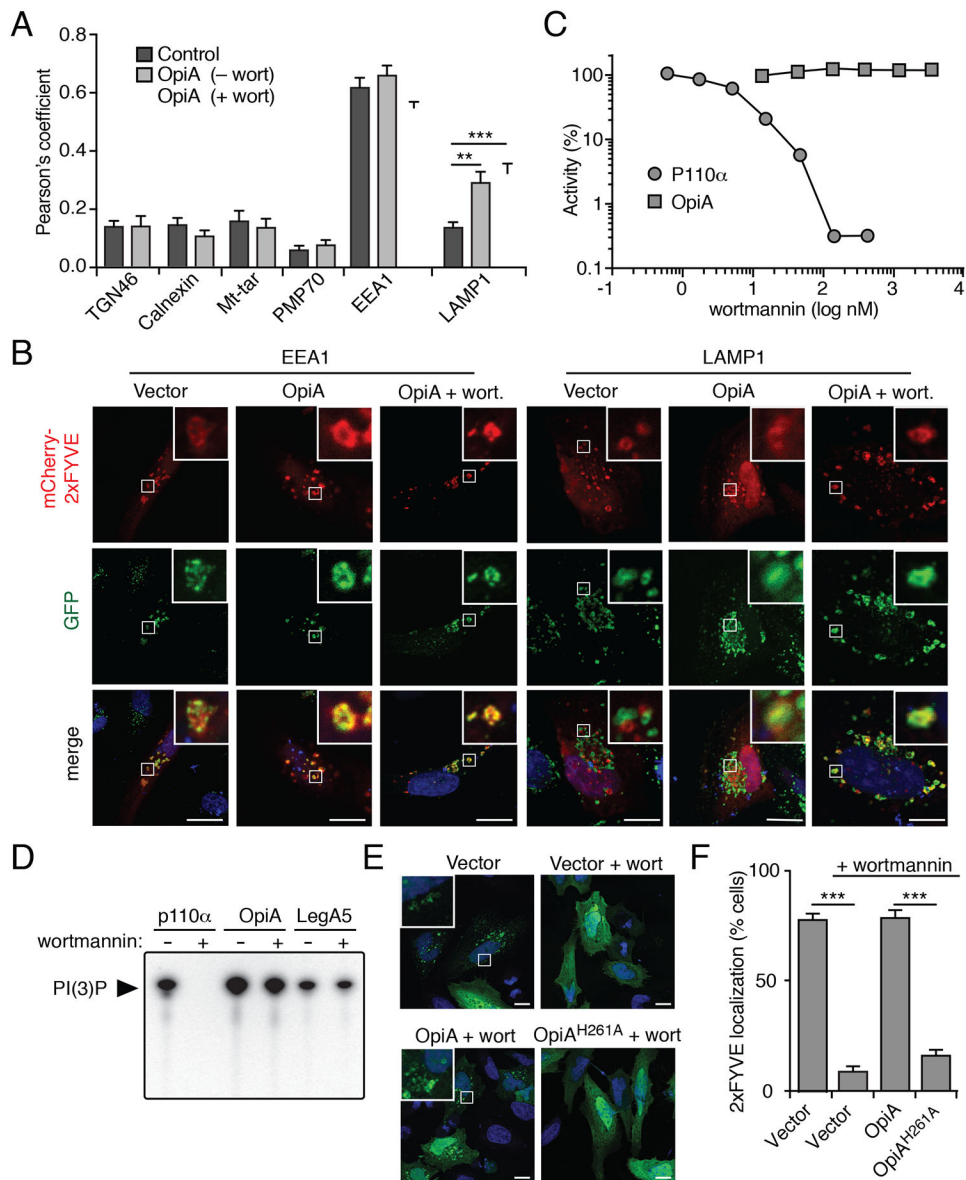 A
Pearson's coefficient
0.8
0.6
0.4
0.2
0.0
Control
OpiA (– wort)
OpiA (+ wort)
***
**
TGN46
Calnexin
Mt-tar
PMP70
EEA1
LAMP1
C
Activity (%)
100
10
1
0.1
P110α
OpiA
-1 0 1 2 3 4
wortmannin (log nM)
B
EEA1 LAMP1
Vector OpiA OpiA + wort. Vector OpiA OpiA + wort.
mCherry-
2xFYVE
GFP
merge
D
p110α OpiA LegA5
wortmannin: - + - + - +
PI(3)P
E
Vector Vector + wort
OpiA + wort OpiAH261A + wort
F
+ wortmannin
2xFYVE localization (% cells)
100
50
0
*** ***
Vector
Vector
OpiA
OpiAH261A